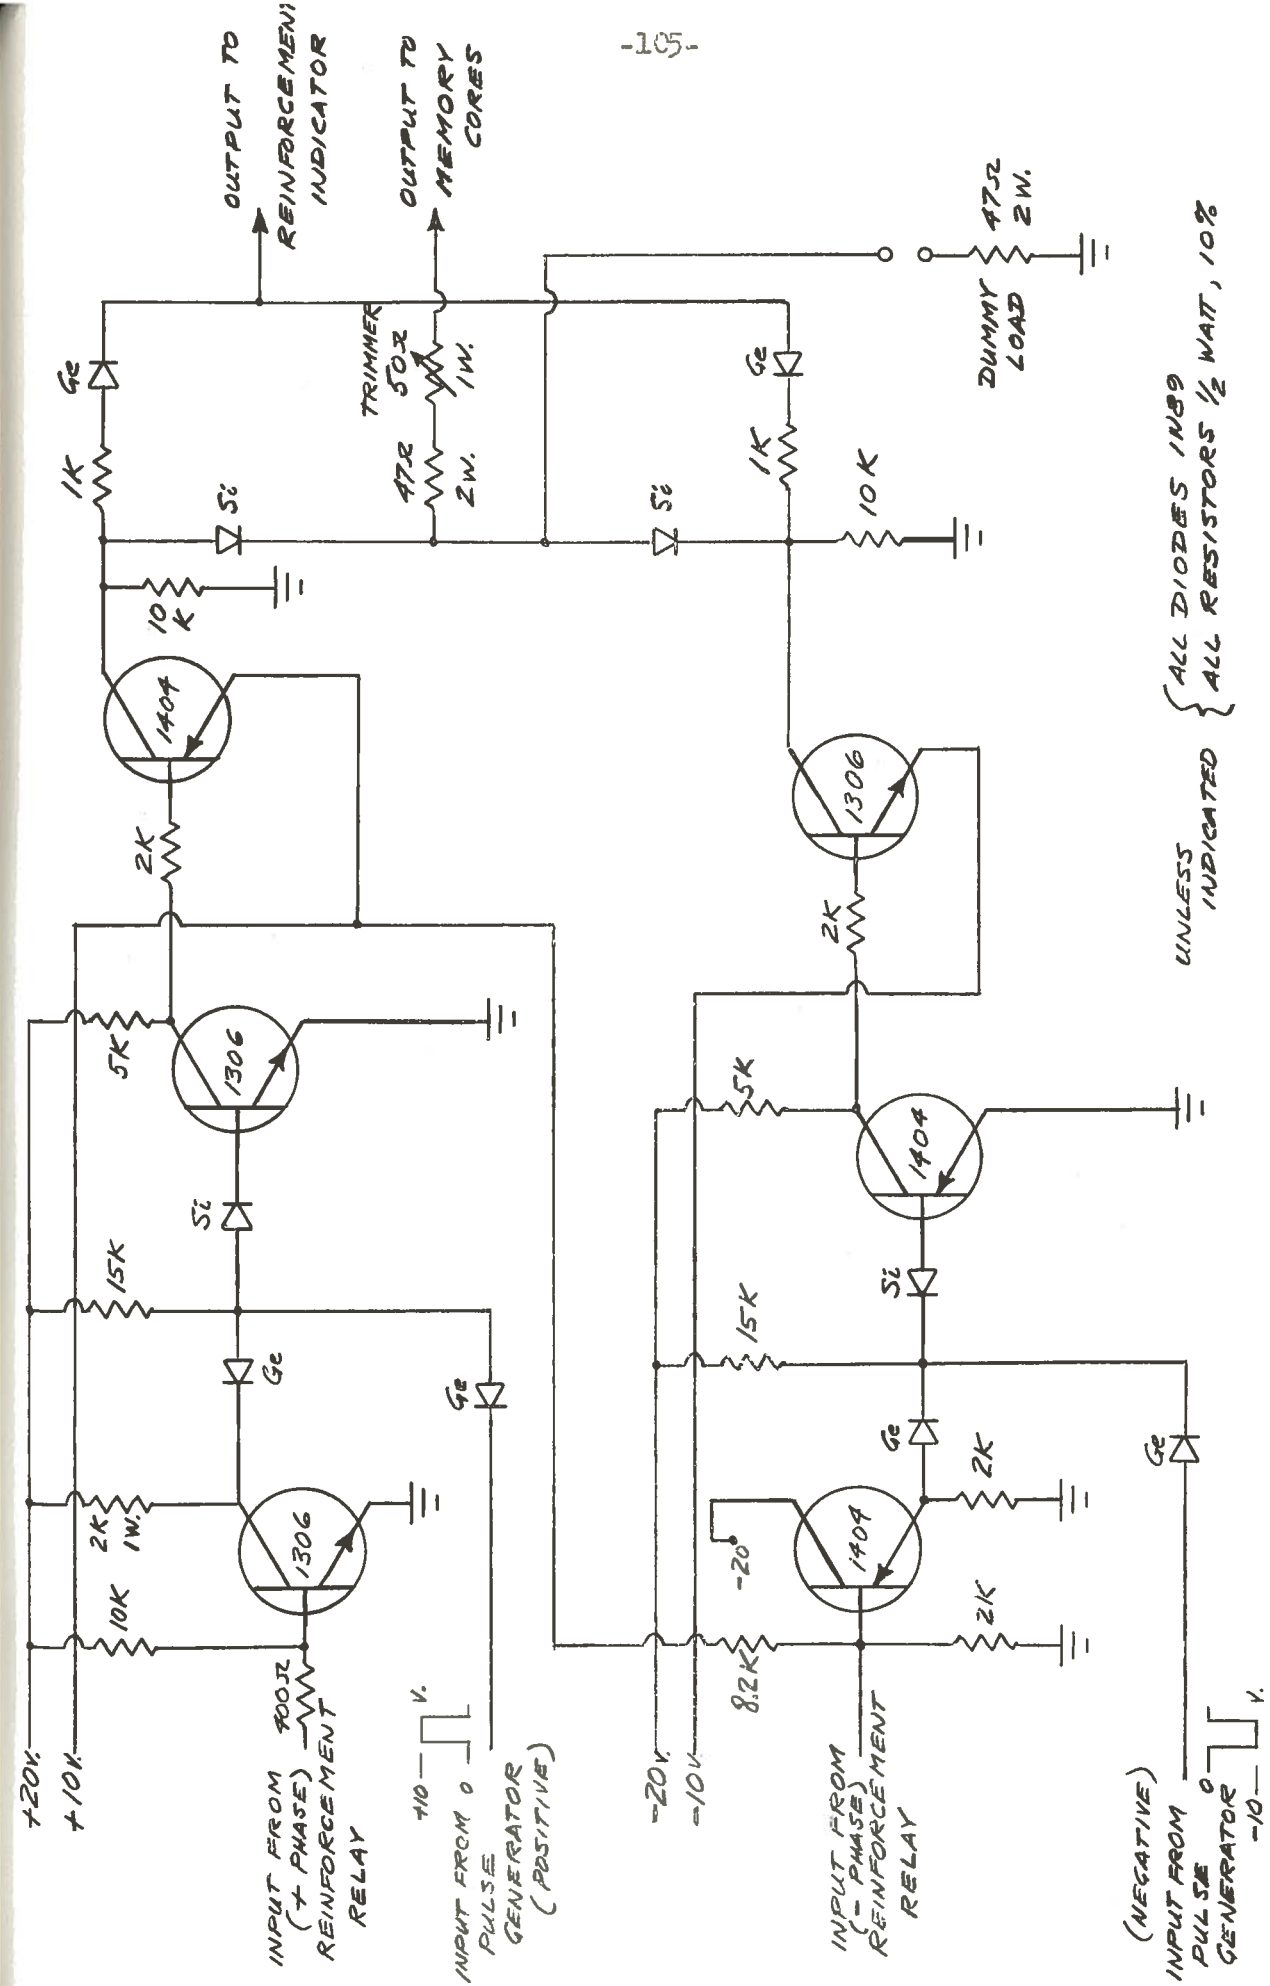 -105-
+20V.
+10V.
INPUT FROM
(+ PHASE)
REINFORCEMENT
RELAY
400Ω
10K
2K
1W.
1306
Ge
15K
Si
1306
5K
2K
1404
10
K
1K
Ge
Si
OUTPUT TO
REINFORCEMENT
INDICATOR
47Ω
2W.
TRIMMER
50Ω
1W.
OUTPUT TO
MEMORY
CORES
+10
V.
0
INPUT FROM
PULSE
GENERATOR
(POSITIVE)
Ge
-20V.
-10V.
INPUT FROM
(- PHASE)
REINFORCEMENT
RELAY
8.2K
-20
1404
2K
2K
Ge
15K
Si
1404
5K
2K
1306
Si
1K
Ge
10K
DUMMY
LOAD
47Ω
2W.
(NEGATIVE)
INPUT FROM
PULSE
GENERATOR
0
-10
V.
Ge
UNLESS
INDICATED
ALL DIODES IN89
ALL RESISTORS 1/2 WATT, 10%